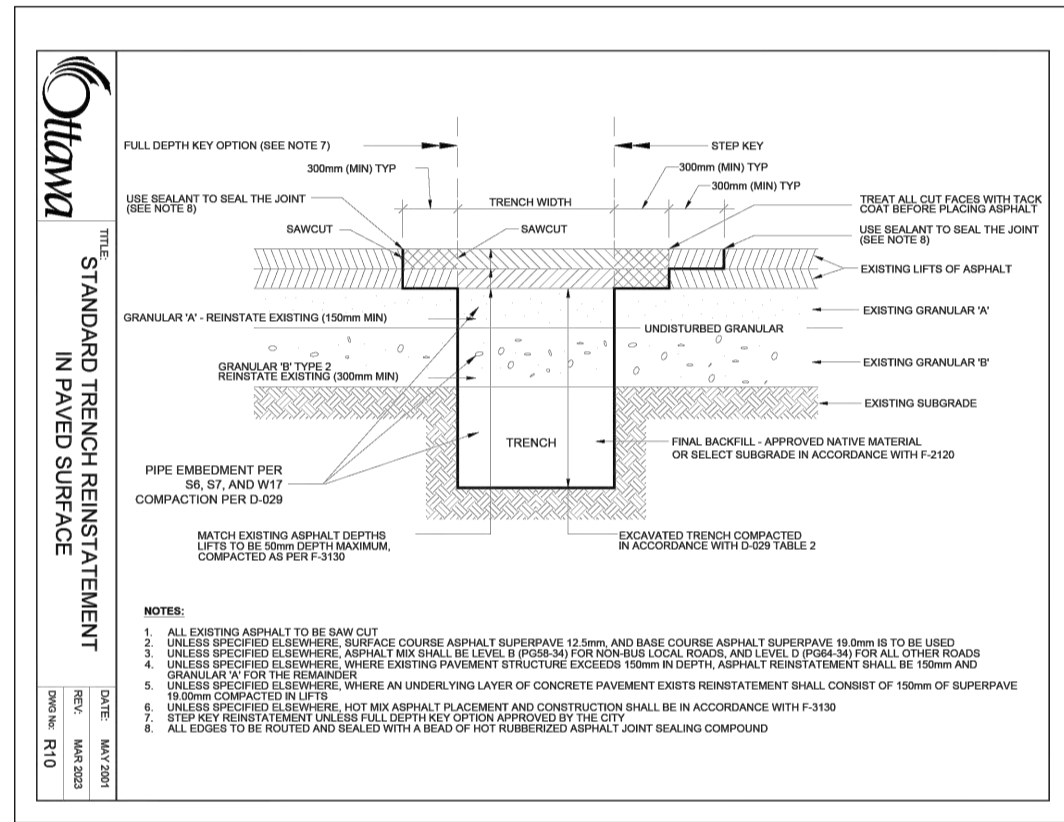 Ottawa
TITLE:
STANDARD TRENCH REINSTATEMENT
IN PAVED SURFACE
DATE: MAY 2001
REV: MAR 2023
DWG No: R10
FULL DEPTH KEY OPTION (SEE NOTE 7)
STEP KEY
300mm (MIN) TYP
300mm (MIN) TYP
300mm (MIN) TYP
USE SEALANT TO SEAL THE JOINT
(SEE NOTE 8)
TRENCH WIDTH
TREAT ALL CUT FACES WITH TACK
COAT BEFORE PLACING ASPHALT
SAWCUT
SAWCUT
USE SEALANT TO SEAL THE JOINT
(SEE NOTE 8)
EXISTING LIFTS OF ASPHALT
GRANULAR 'A' - REINSTATE EXISTING (150mm MIN)
EXISTING GRANULAR 'A'
UNDISTURBED GRANULAR
GRANULAR 'B' TYPE 2
REINSTATE EXISTING (300mm MIN)
EXISTING GRANULAR 'B'
EXISTING SUBGRADE
TRENCH
FINAL BACKFILL - APPROVED NATIVE MATERIAL
OR SELECT SUBGRADE IN ACCORDANCE WITH F-2120
PIPE EMBEDMENT PER
S6, S7, AND W17
COMPACTION PER D-029
MATCH EXISTING ASPHALT DEPTHS
LIFTS TO BE 50mm DEPTH MAXIMUM,
COMPACTED AS PER F-3130
EXCAVATED TRENCH COMPACTED
IN ACCORDANCE WITH D-029 TABLE 2
NOTES:
1. ALL EXISTING ASPHALT TO BE SAW CUT
2. UNLESS SPECIFIED ELSEWHERE, SURFACE COURSE ASPHALT SUPERPAVE 12.5mm, AND BASE COURSE ASPHALT SUPERPAVE 19.0mm IS TO BE USED
3. UNLESS SPECIFIED ELSEWHERE, ASPHALT MIX SHALL BE LEVEL B (PG58-34) FOR NON-BUS LOCAL ROADS, AND LEVEL D (PG64-34) FOR ALL OTHER ROADS
4. UNLESS SPECIFIED ELSEWHERE, WHERE EXISTING PAVEMENT STRUCTURE EXCEEDS 150mm IN DEPTH, ASPHALT REINSTATEMENT SHALL BE 150mm AND
GRANULAR 'A' FOR THE REMAINDER
5. UNLESS SPECIFIED ELSEWHERE, WHERE AN UNDERLYING LAYER OF CONCRETE PAVEMENT EXISTS REINSTATEMENT SHALL CONSIST OF 150mm OF SUPERPAVE
19.00mm COMPACTED IN LIFTS
6. UNLESS SPECIFIED ELSEWHERE, HOT MIX ASPHALT PLACEMENT AND CONSTRUCTION SHALL BE IN ACCORDANCE WITH F-3130
7. STEP KEY REINSTATEMENT UNLESS FULL DEPTH KEY OPTION APPROVED BY THE CITY
8. ALL EDGES TO BE ROUTED AND SEALED WITH A BEAD OF HOT RUBBERIZED ASPHALT JOINT SEALING COMPOUND